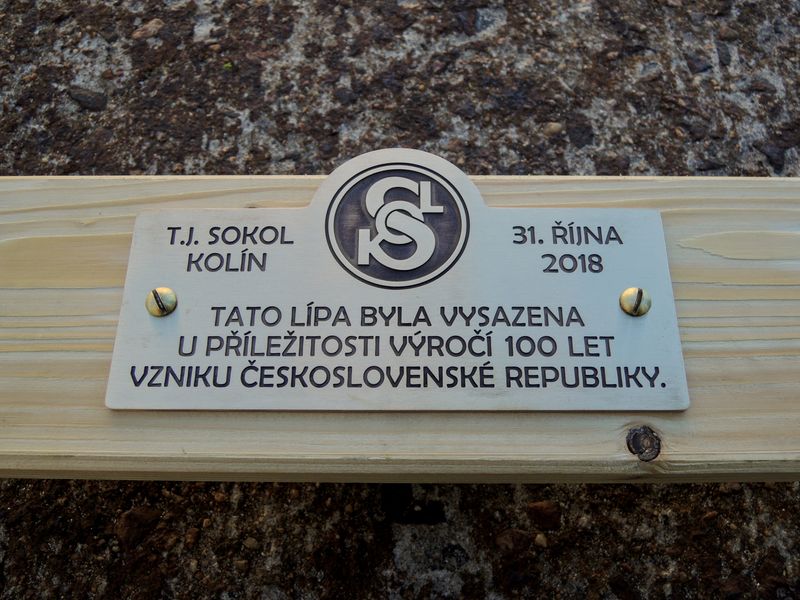 T.J. SOKOL
KOLÍN
31. ŘÍJNA
2018
TATO LÍPA BYLA VYSAZENA
U PŘÍLEŽITOSTI VÝROČÍ 100 LET
VZNIKU ČESKOSLOVENSKÉ REPUBLIKY.